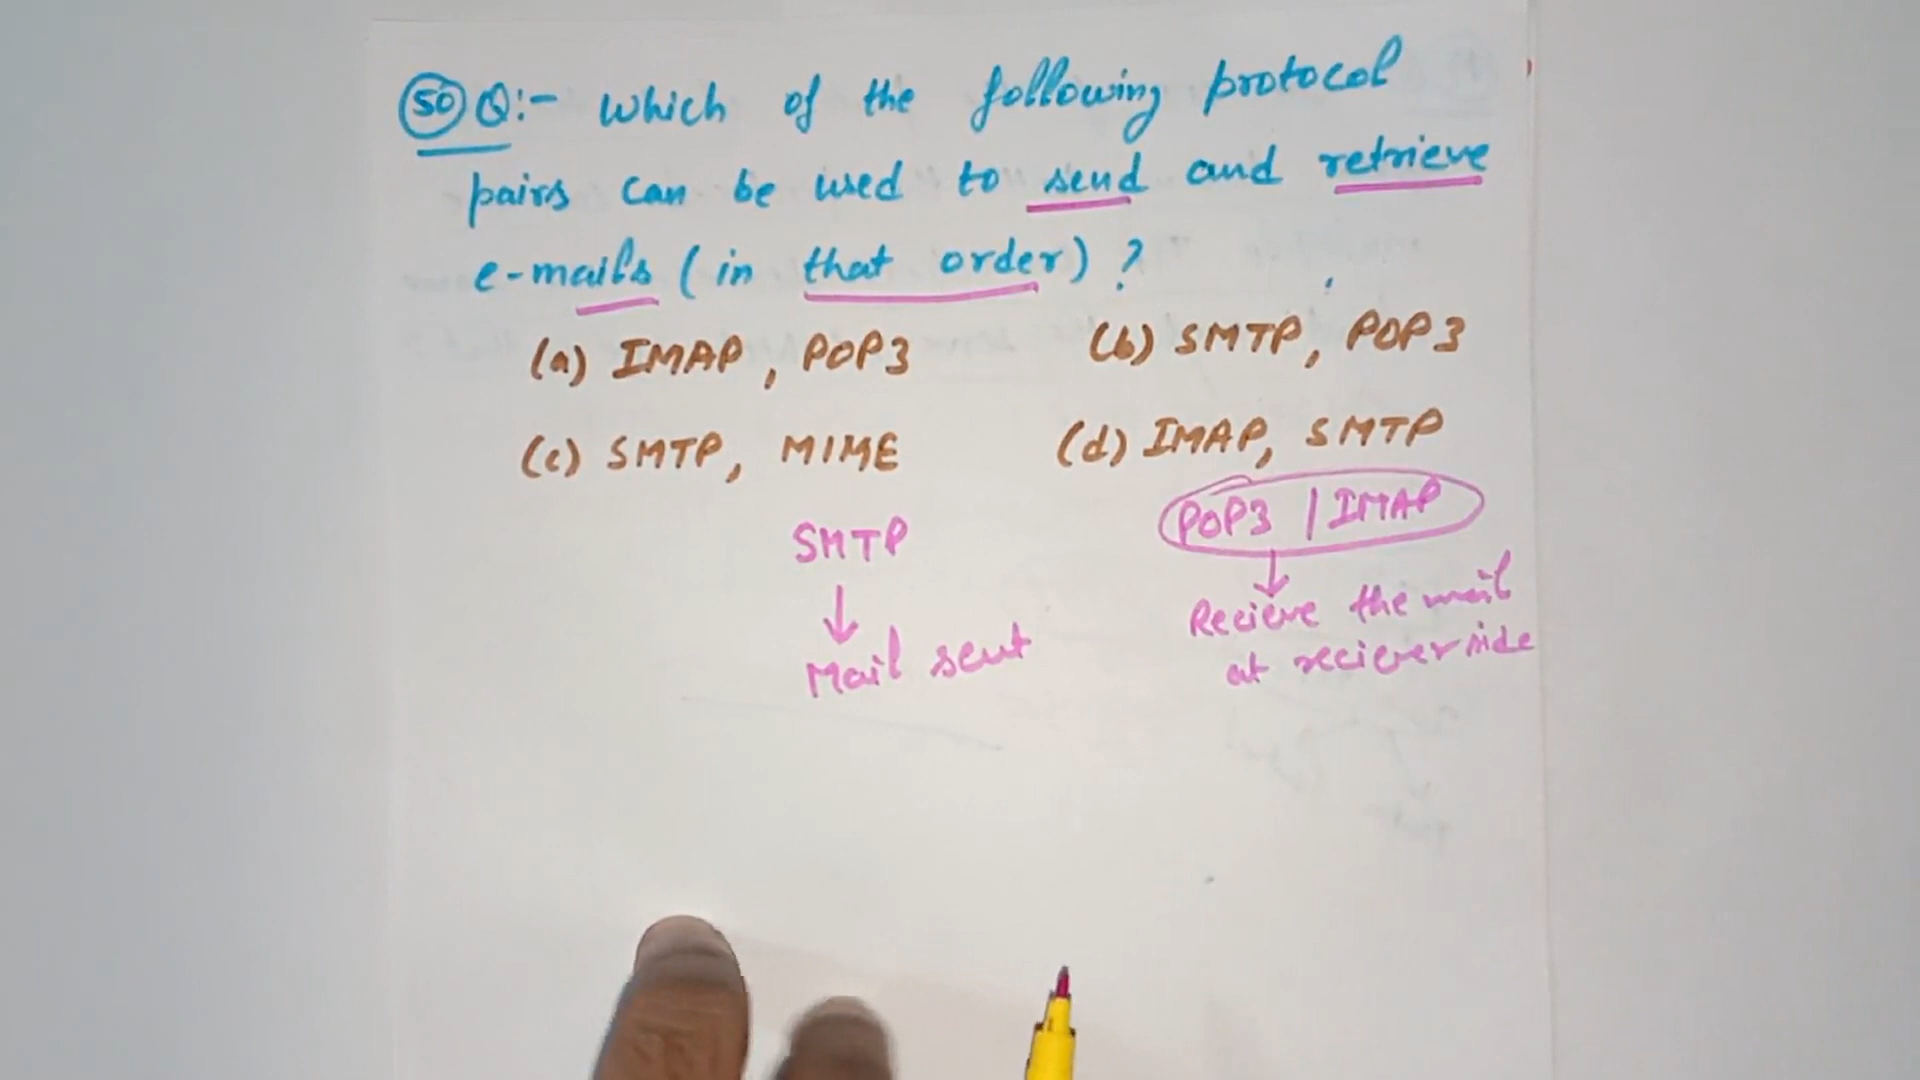 50 Q:- Which of the following protocol
pairs can be used to send and retrieve
e-mails (in that order) ?
(a) IMAP, POP3 (b) SMTP, POP3
(c) SMTP, MIME (d) IMAP, SMTP
SMTP
↓
Mail sent
POP3 / IMAP
↓
Recieve the mail
at reciever side